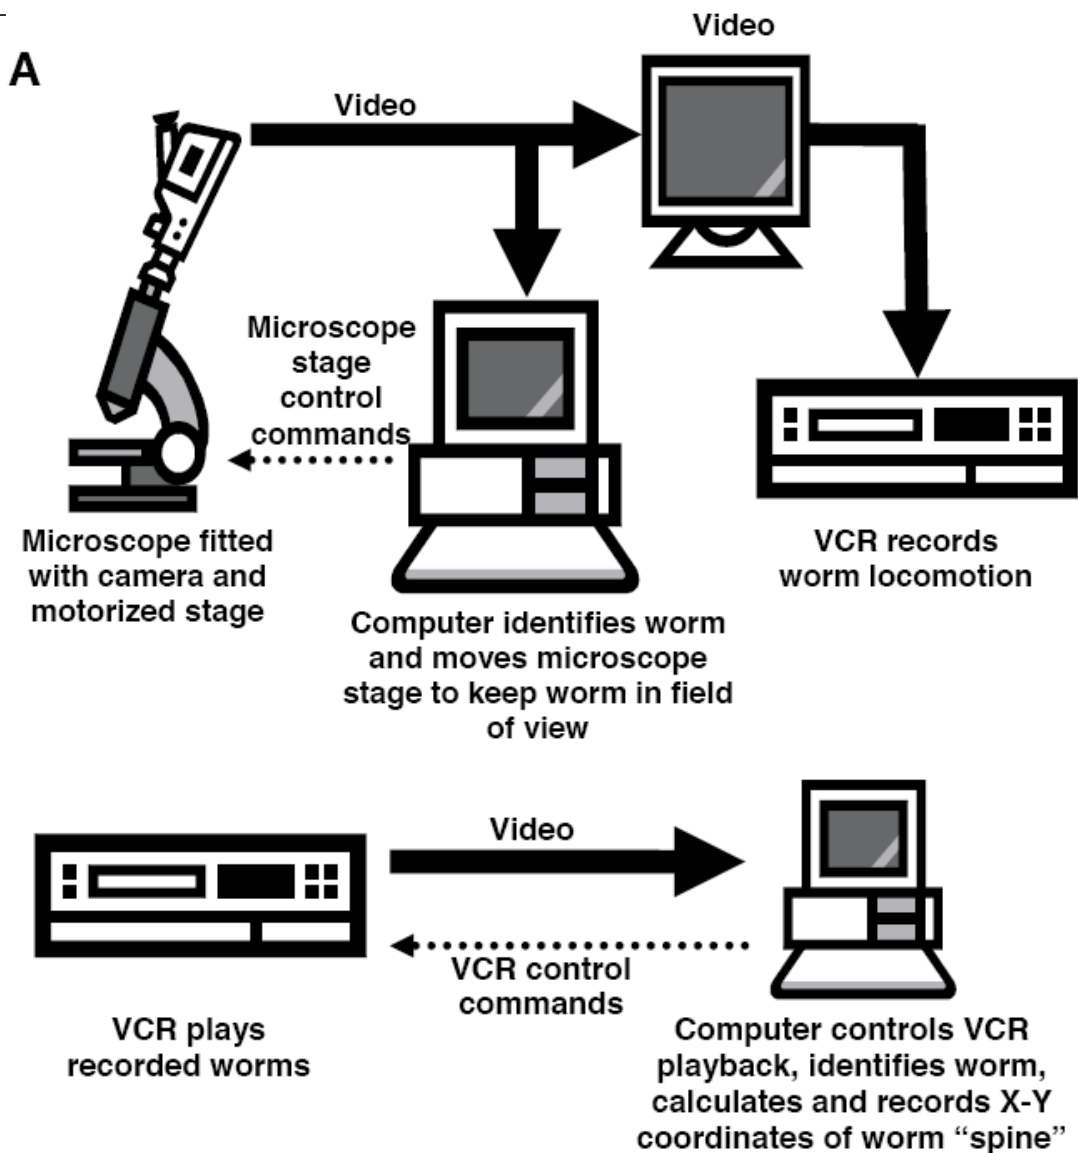 A
Video
Video
Microscope
stage
control
commands
Microscope fitted
with camera and
motorized stage
Computer identifies worm
and moves microscope
stage to keep worm in field
of view
VCR records
worm locomotion
Video
VCR control
commands
VCR plays
recorded worms
Computer controls VCR
playback, identifies worm,
calculates and records X-Y
coordinates of worm “spine”